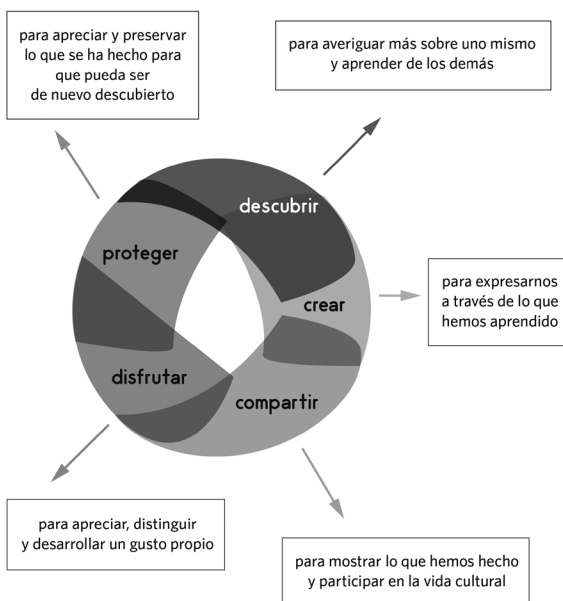 para apreciar y preservar
lo que se ha hecho para
que pueda ser
de nuevo descubierto
para averiguar más sobre uno mismo
y aprender de los demás
descubrir
proteger
crear
para expresarnos
a través de lo que
hemos aprendido
disfrutar
compartir
para apreciar, distinguir
y desarrollar un gusto propio
para mostrar lo que hemos hecho
y participar en la vida cultural